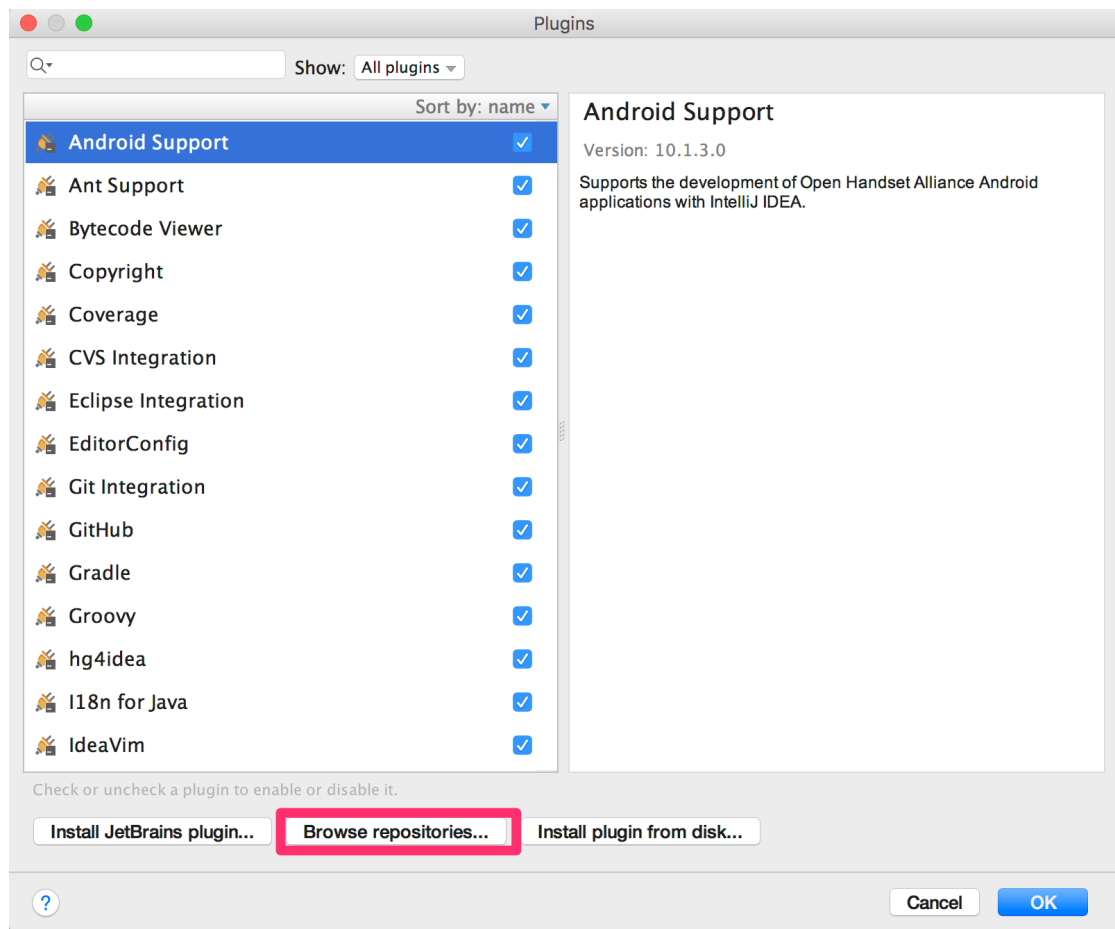 Plugins
Show: All plugins
Sort by: name
Android Support
Ant Support
Bytecode Viewer
Copyright
Coverage
CVS Integration
Eclipse Integration
EditorConfig
Git Integration
GitHub
Gradle
Groovy
hg4idea
I18n for Java
IdeaVim
Android Support
Version: 10.1.3.0
Supports the development of Open Handset Alliance Android
applications with IntelliJ IDEA.
Check or uncheck a plugin to enable or disable it.
Install JetBrains plugin... Browse repositories... Install plugin from disk...
? Cancel OK